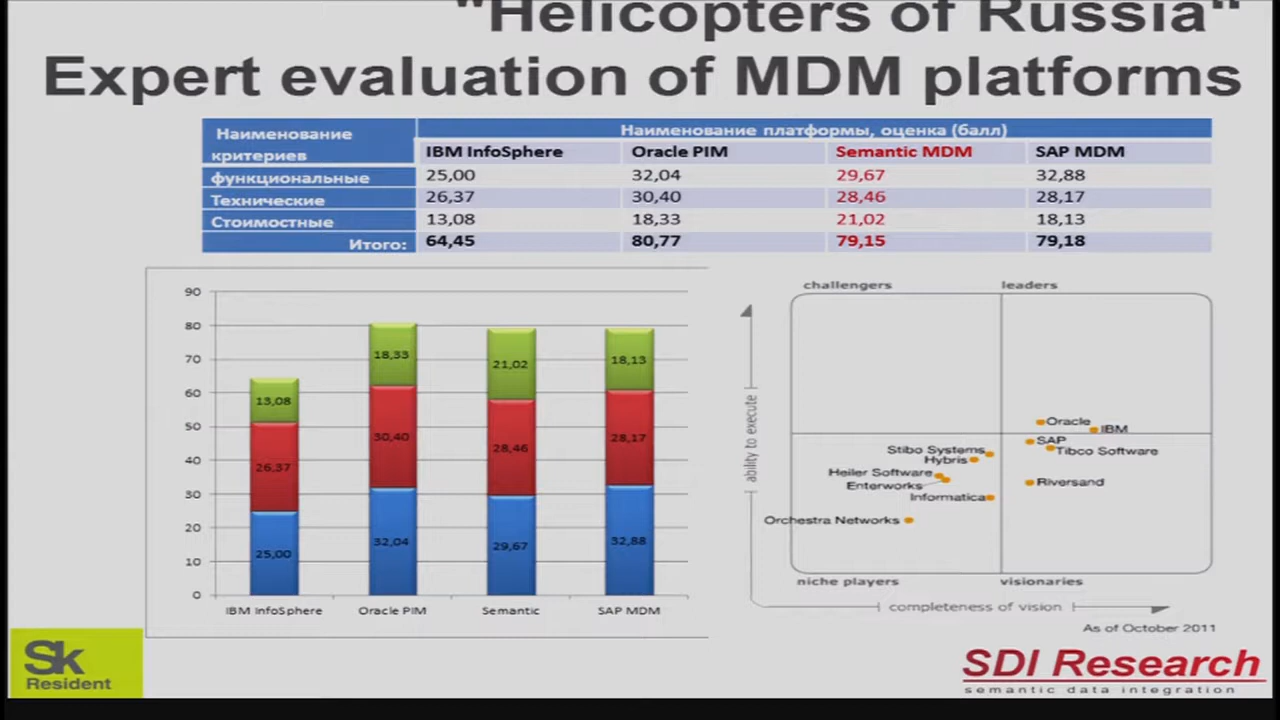 "Helicopters of Russia"
Expert evaluation of MDM platforms
Наименование критериев
Наименование платформы, оценка (балл)
IBM InfoSphere Oracle PIM Semantic MDM SAP MDM
функциональные 25,00 32,04 29,67 32,88
Технические 26,37 30,40 28,46 28,17
Стоимостные 13,08 18,33 21,02 18,13
Итого: 64,45 80,77 79,15 79,18
90
80
70
60
50
40
30
20
10
0
13,08 18,33 21,02 18,13
26,37 30,40 28,46 28,17
25,00 32,04 29,67 32,88
IBM InfoSphere Oracle PIM Semantic SAP MDM
challengers leaders
ability to execute
Oracle
IBM
SAP
Tibco Software
Stibo Systems
Hybris
Heiler Software
Enterworks
Informatica
Riversand
Orchestra Networks
niche players visionaries
completeness of vision
As of October 2011
Sk
Resident
SDI Research
semantic data integration